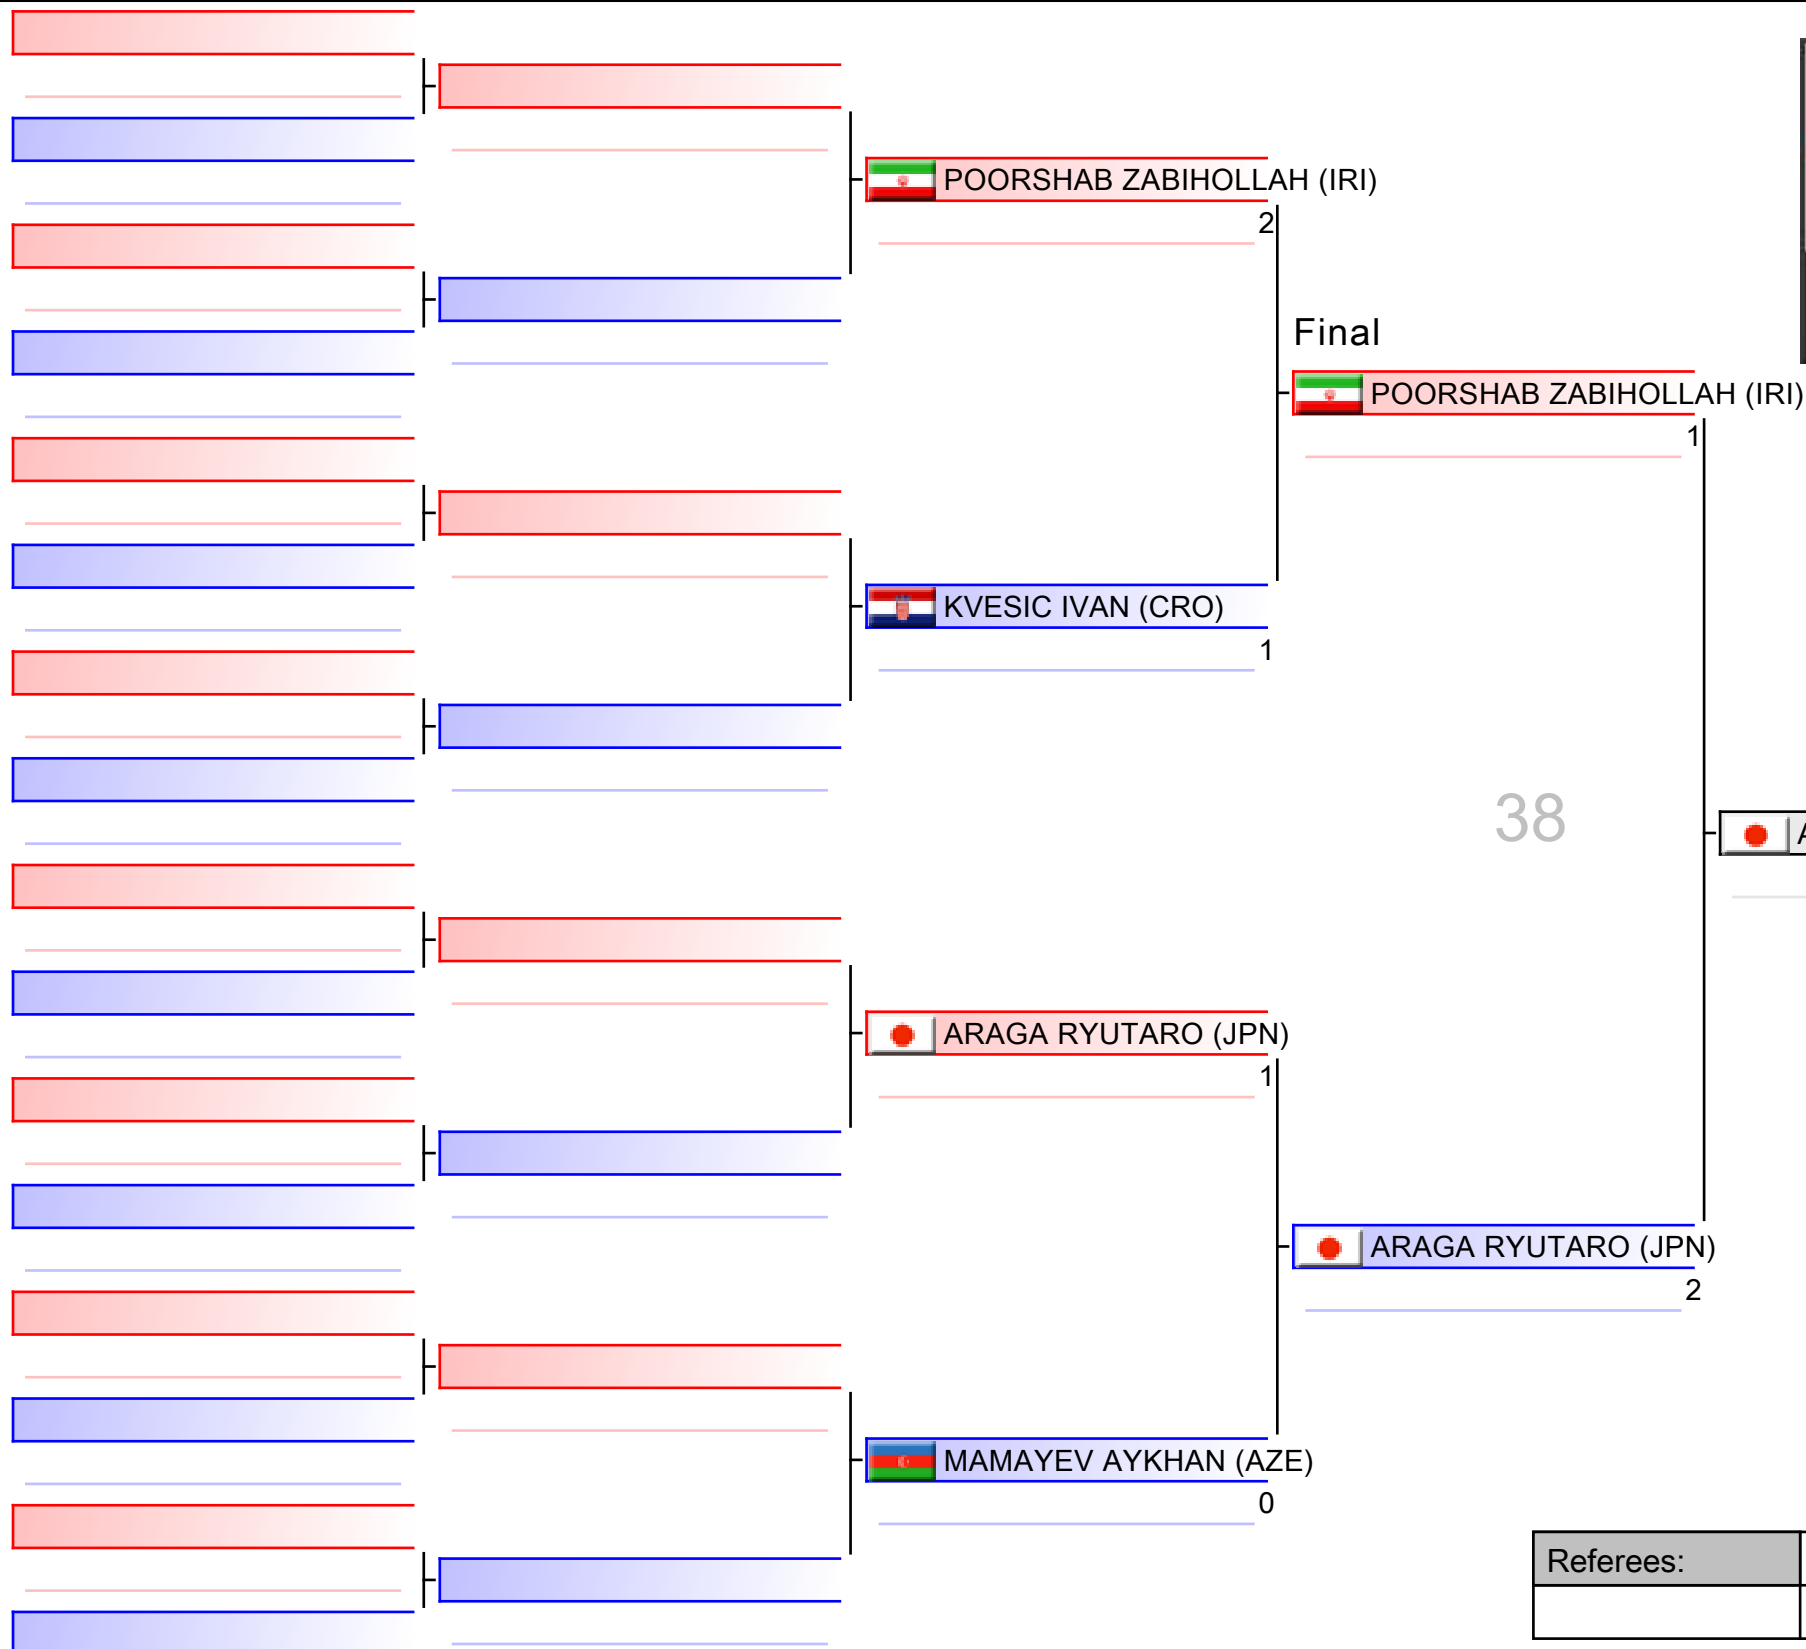 POORSHAB ZABIHOLLAH (IRI)
2
Final
POORSHAB ZABIHOLLAH (IRI)
1
KVESIC IVAN (CRO)
1
38
ARAGA RYUTARO (JPN)
1
ARAGA RYUTARO (JPN)
2
MAMAYEV AYKHAN (AZE)
0
Referees: